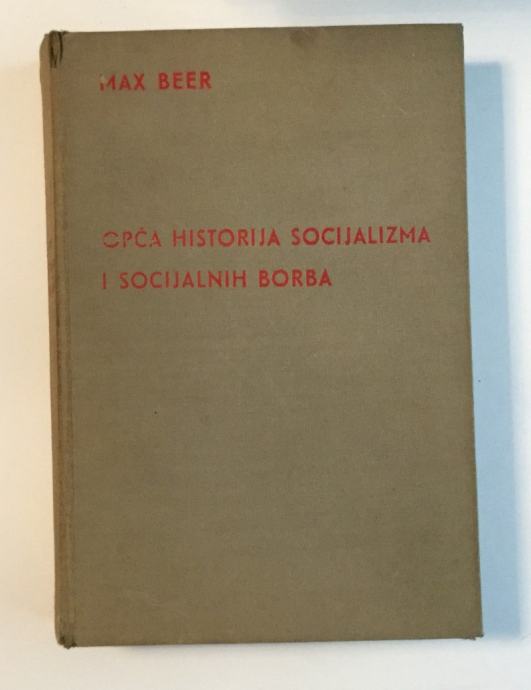 MAX BEER
OPĆA HISTORIJA SOCIJALIZMA
I SOCIJALNIH BORBA